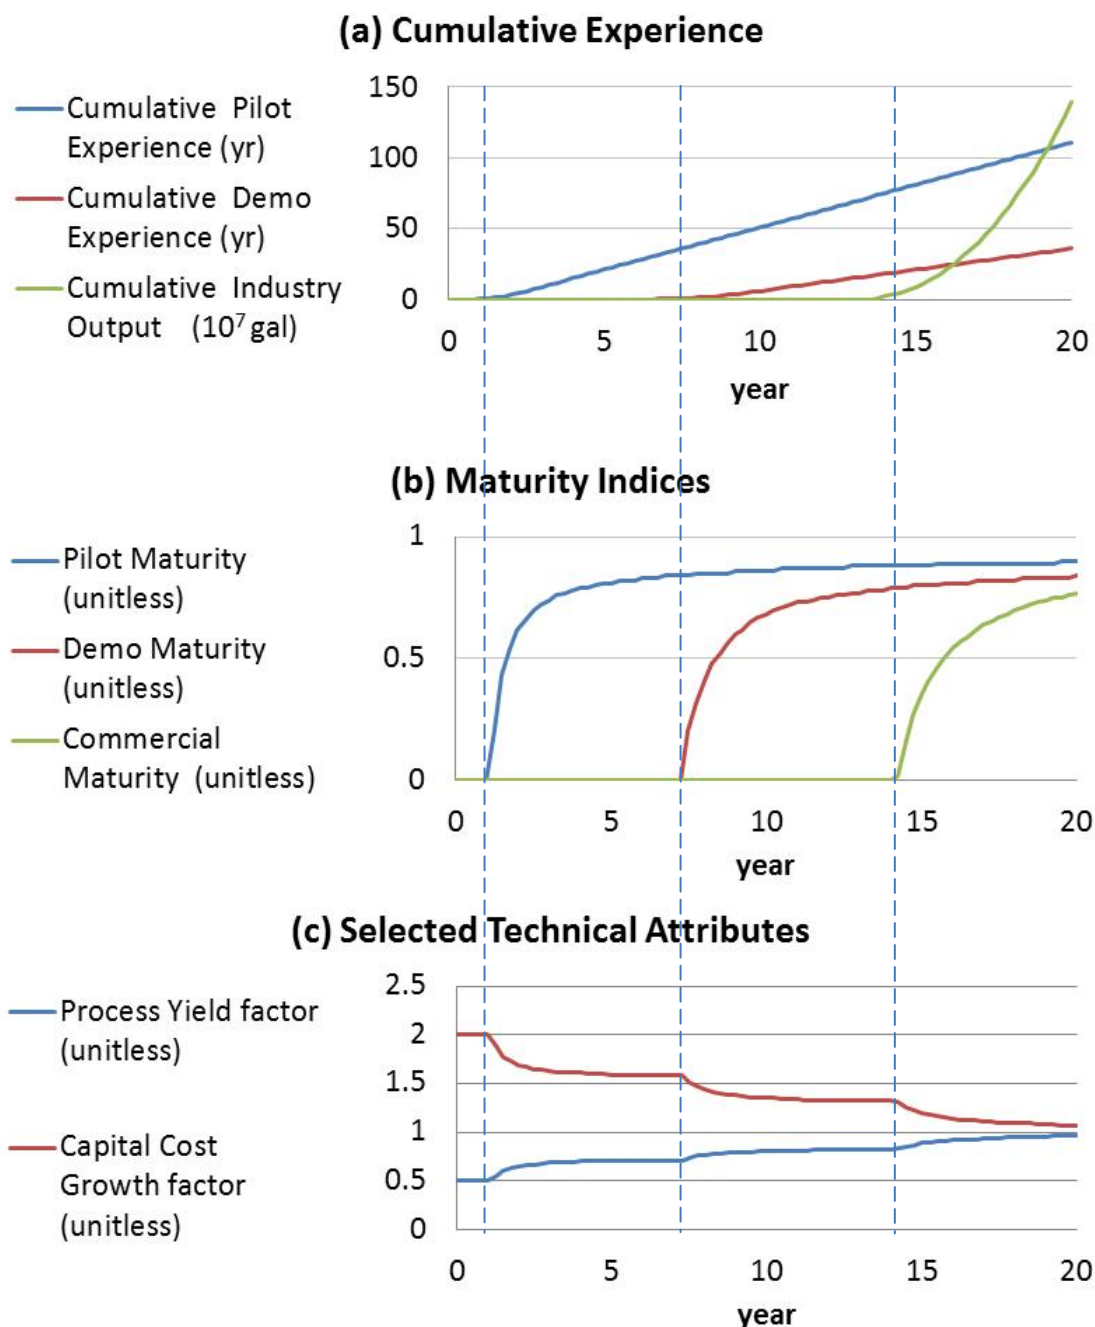 (a) Cumulative Experience
Cumulative Pilot
Experience (yr)
Cumulative Demo
Experience (yr)
Cumulative Industry
Output (10⁷ gal)
150
100
50
0
0 5 10 15 20
year
(b) Maturity Indices
Pilot Maturity
(unitless)
Demo Maturity
(unitless)
Commercial
Maturity (unitless)
1
0.5
0
0 5 10 15 20
year
(c) Selected Technical Attributes
Process Yield factor
(unitless)
Capital Cost
Growth factor
(unitless)
2.5
2
1.5
1
0.5
0
0 5 10 15 20
year